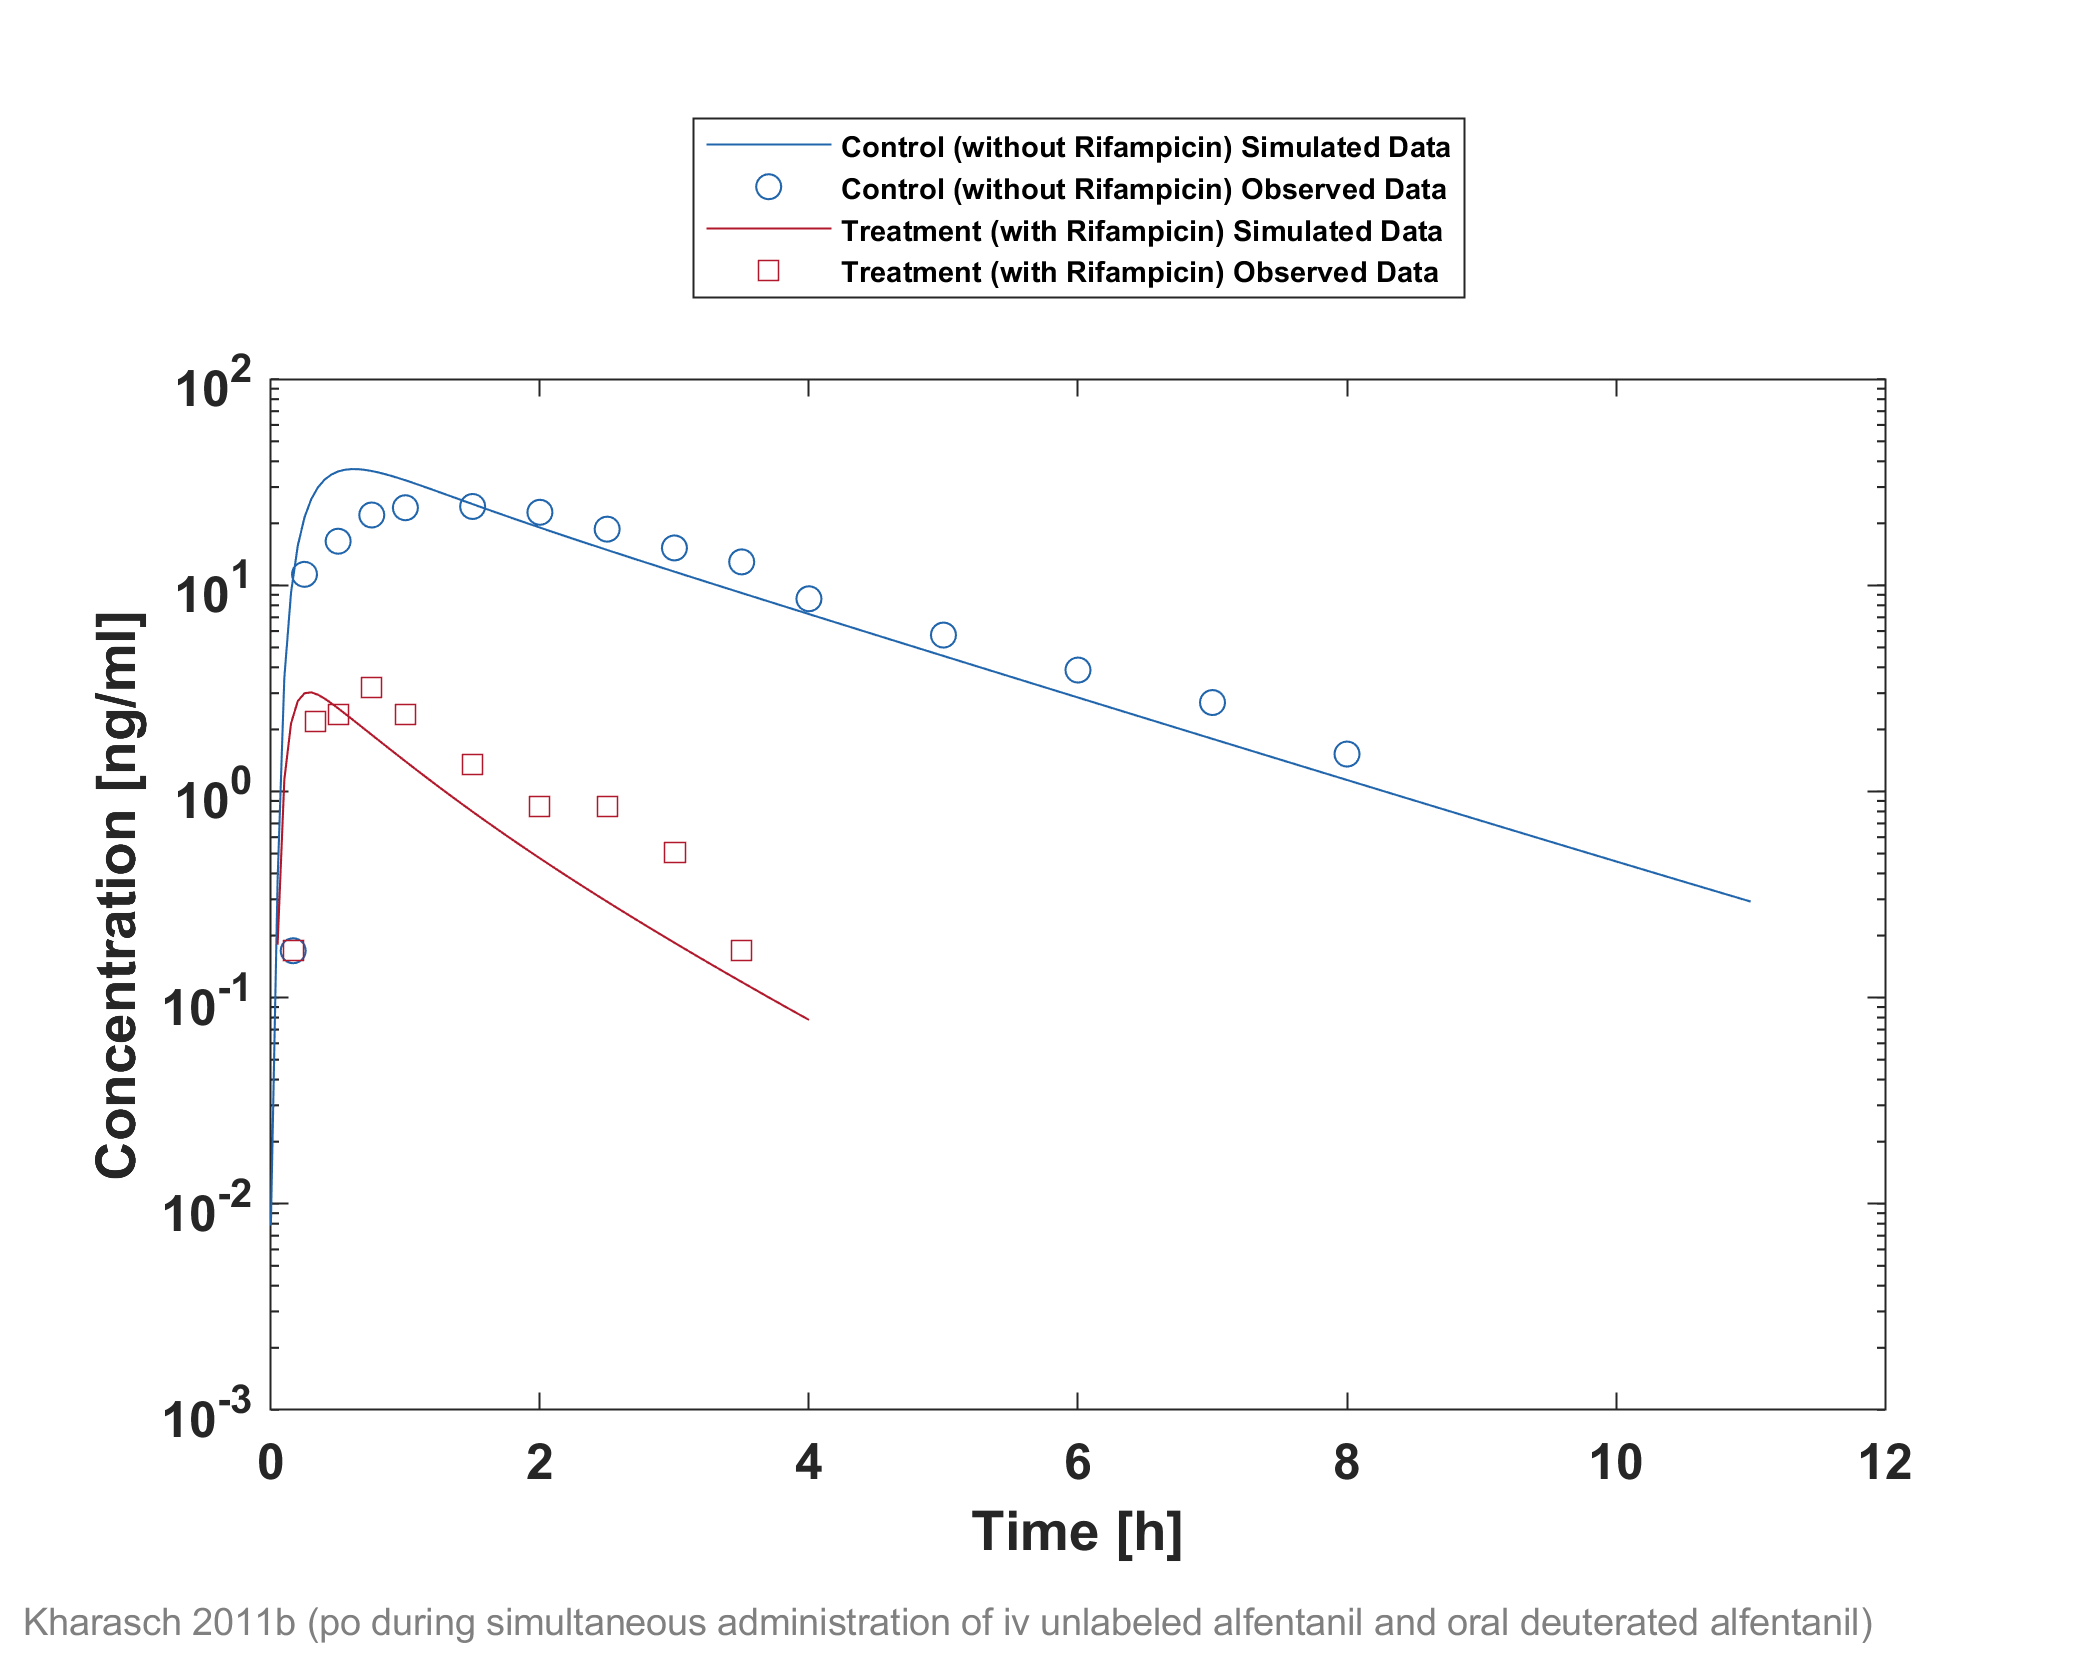 Control (without Rifampicin) Simulated Data
Control (without Rifampicin) Observed Data
Treatment (with Rifampicin) Simulated Data
Treatment (with Rifampicin) Observed Data
10^2
10^1
10^0
10^-1
10^-2
10^-3
Concentration [ng/ml]
0 2 4 6 8 10 12
Time [h]
Kharasch 2011b (po during simultaneous administration of iv unlabeled alfentanil and oral deuterated alfentanil)